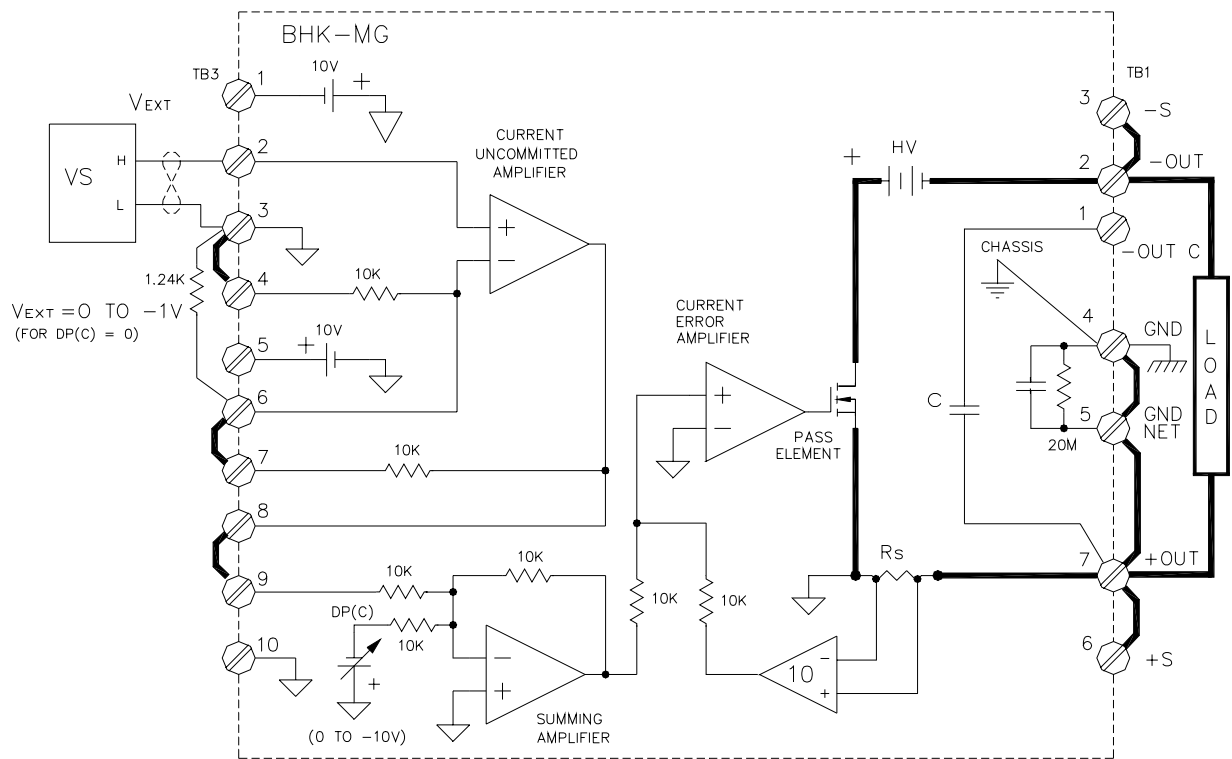 BHK-MG
TB3
1
10V
+
TB1
3
-S
VEXT
CURRENT
UNCOMMITTED
AMPLIFIER
HV
+
2
-OUT
VS
H
L
2
+
-
3
1
-OUT C
CHASSIS
1.24K
4
10K
VEXT =0 TO -1V
(FOR DP(C) = 0)
CURRENT
ERROR
AMPLIFIER
4
GND
LOAD
5
+
10V
+
-
C
5
GND
NET
20M
6
PASS
ELEMENT
7
10K
8
Rs
7
+OUT
9
10K
10K
10K
10K
DP(C)
10K
10
+
(0 TO -10V)
-
+
SUMMING
AMPLIFIER
10
-
+
6
+S